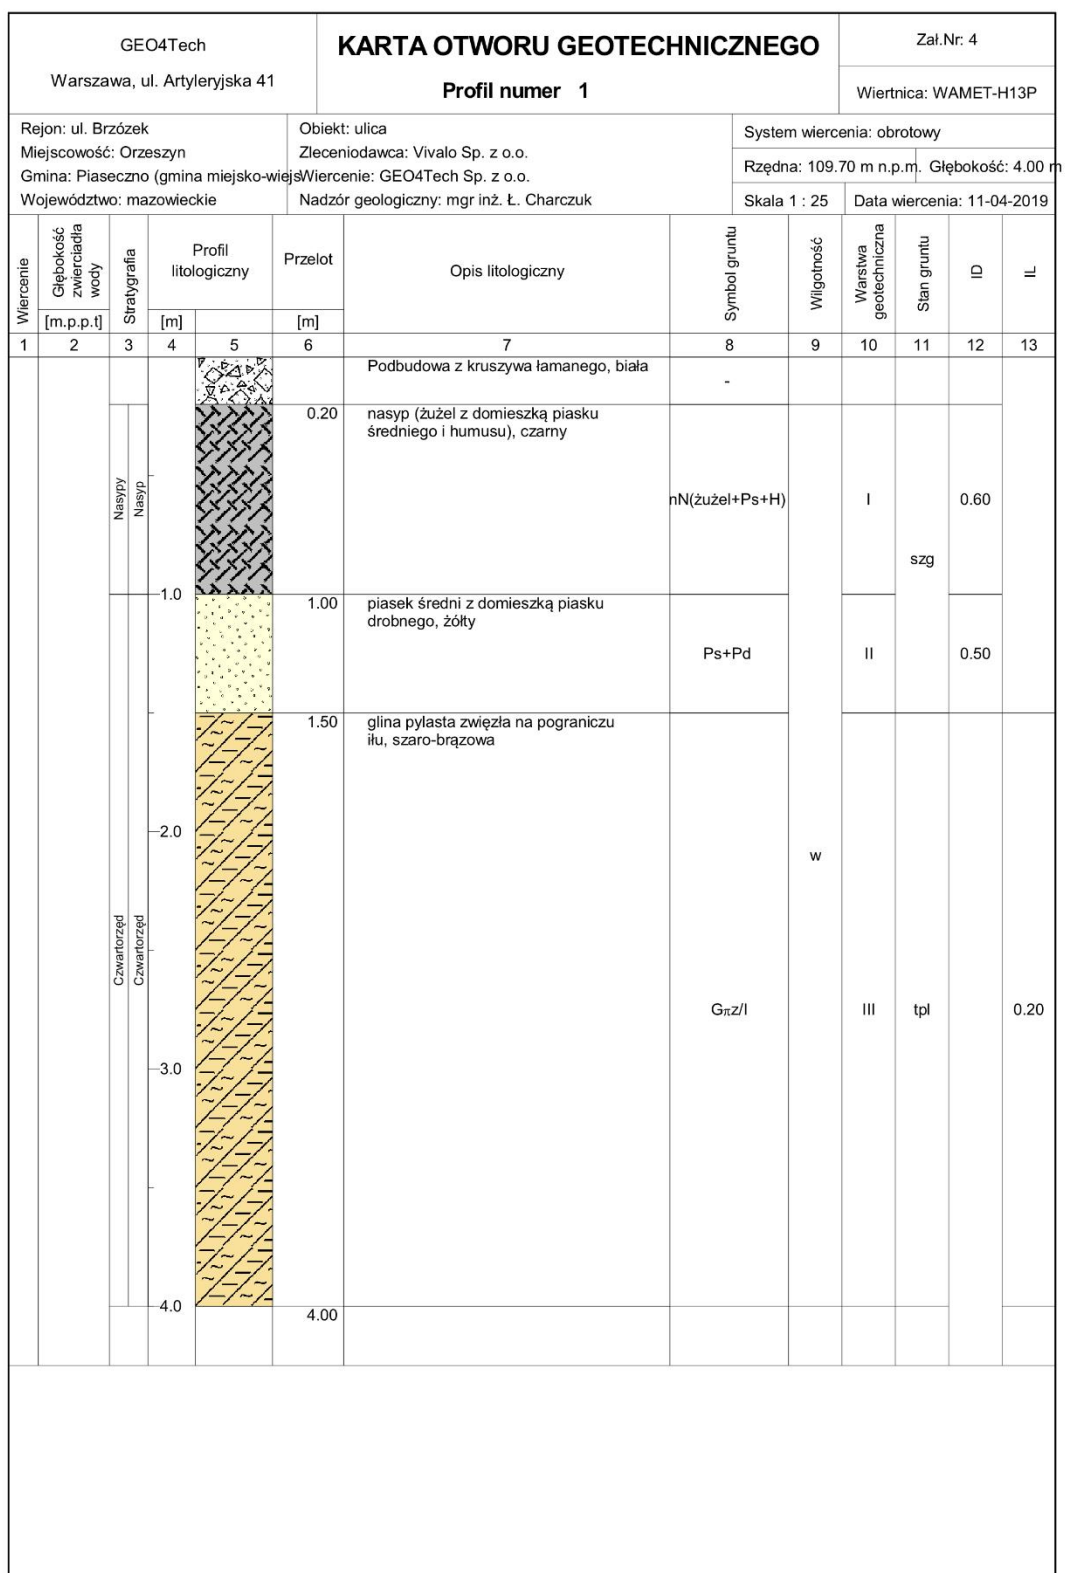 GEO4Tech
Warszawa, ul. Artyleryjska 41
KARTA OTWORU GEOTECHNICZNEGO
Profil numer 1
Zał.Nr: 4
Wiertnica: WAMET-H13P
Rejon: ul. Brzózek
Miejscowość: Orzeszyn
Gmina: Piaseczno (gmina miejsko-wiejs
Województwo: mazowieckie
Obiekt: ulica
Zleceniodawca: Vivalo Sp. z o.o.
Wiercenie: GEO4Tech Sp. z o.o.
Nadzór geologiczny: mgr inż. Ł. Charczuk
System wiercenia: obrotowy
Rzędna: 109.70 m n.p.m. Głębokość: 4.00 m
Skala 1 : 25 Data wiercenia: 11-04-2019
Wiercenie
Głębokość
zwierciadła
wody
[m.p.p.t]
Stratygrafia
Profil
litologiczny
[m]
Przelot
[m]
Opis litologiczny
Symbol gruntu
Wilgotność
Warstwa
geotechniczna
Stan gruntu
ID
IL
1 2 3 4 5 6 7 8 9 10 11 12 13
Podbudowa z kruszywa łamanego, biała
-
0.20 nasyp (żużel z domieszką piasku
średniego i humusu), czarny
Nasypy
Nasyp
nN(żużel+Ps+H) I 0.60
szg
1.0 1.00 piasek średni z domieszką piasku
drobnego, żółty
Ps+Pd II 0.50
1.50 glina pylasta zwięzła na pograniczu
iłu, szaro-brązowa
2.0
w
Czwartorzęd
Czwartorzęd
Gπz/I III tpl 0.20
3.0
4.0
4.00